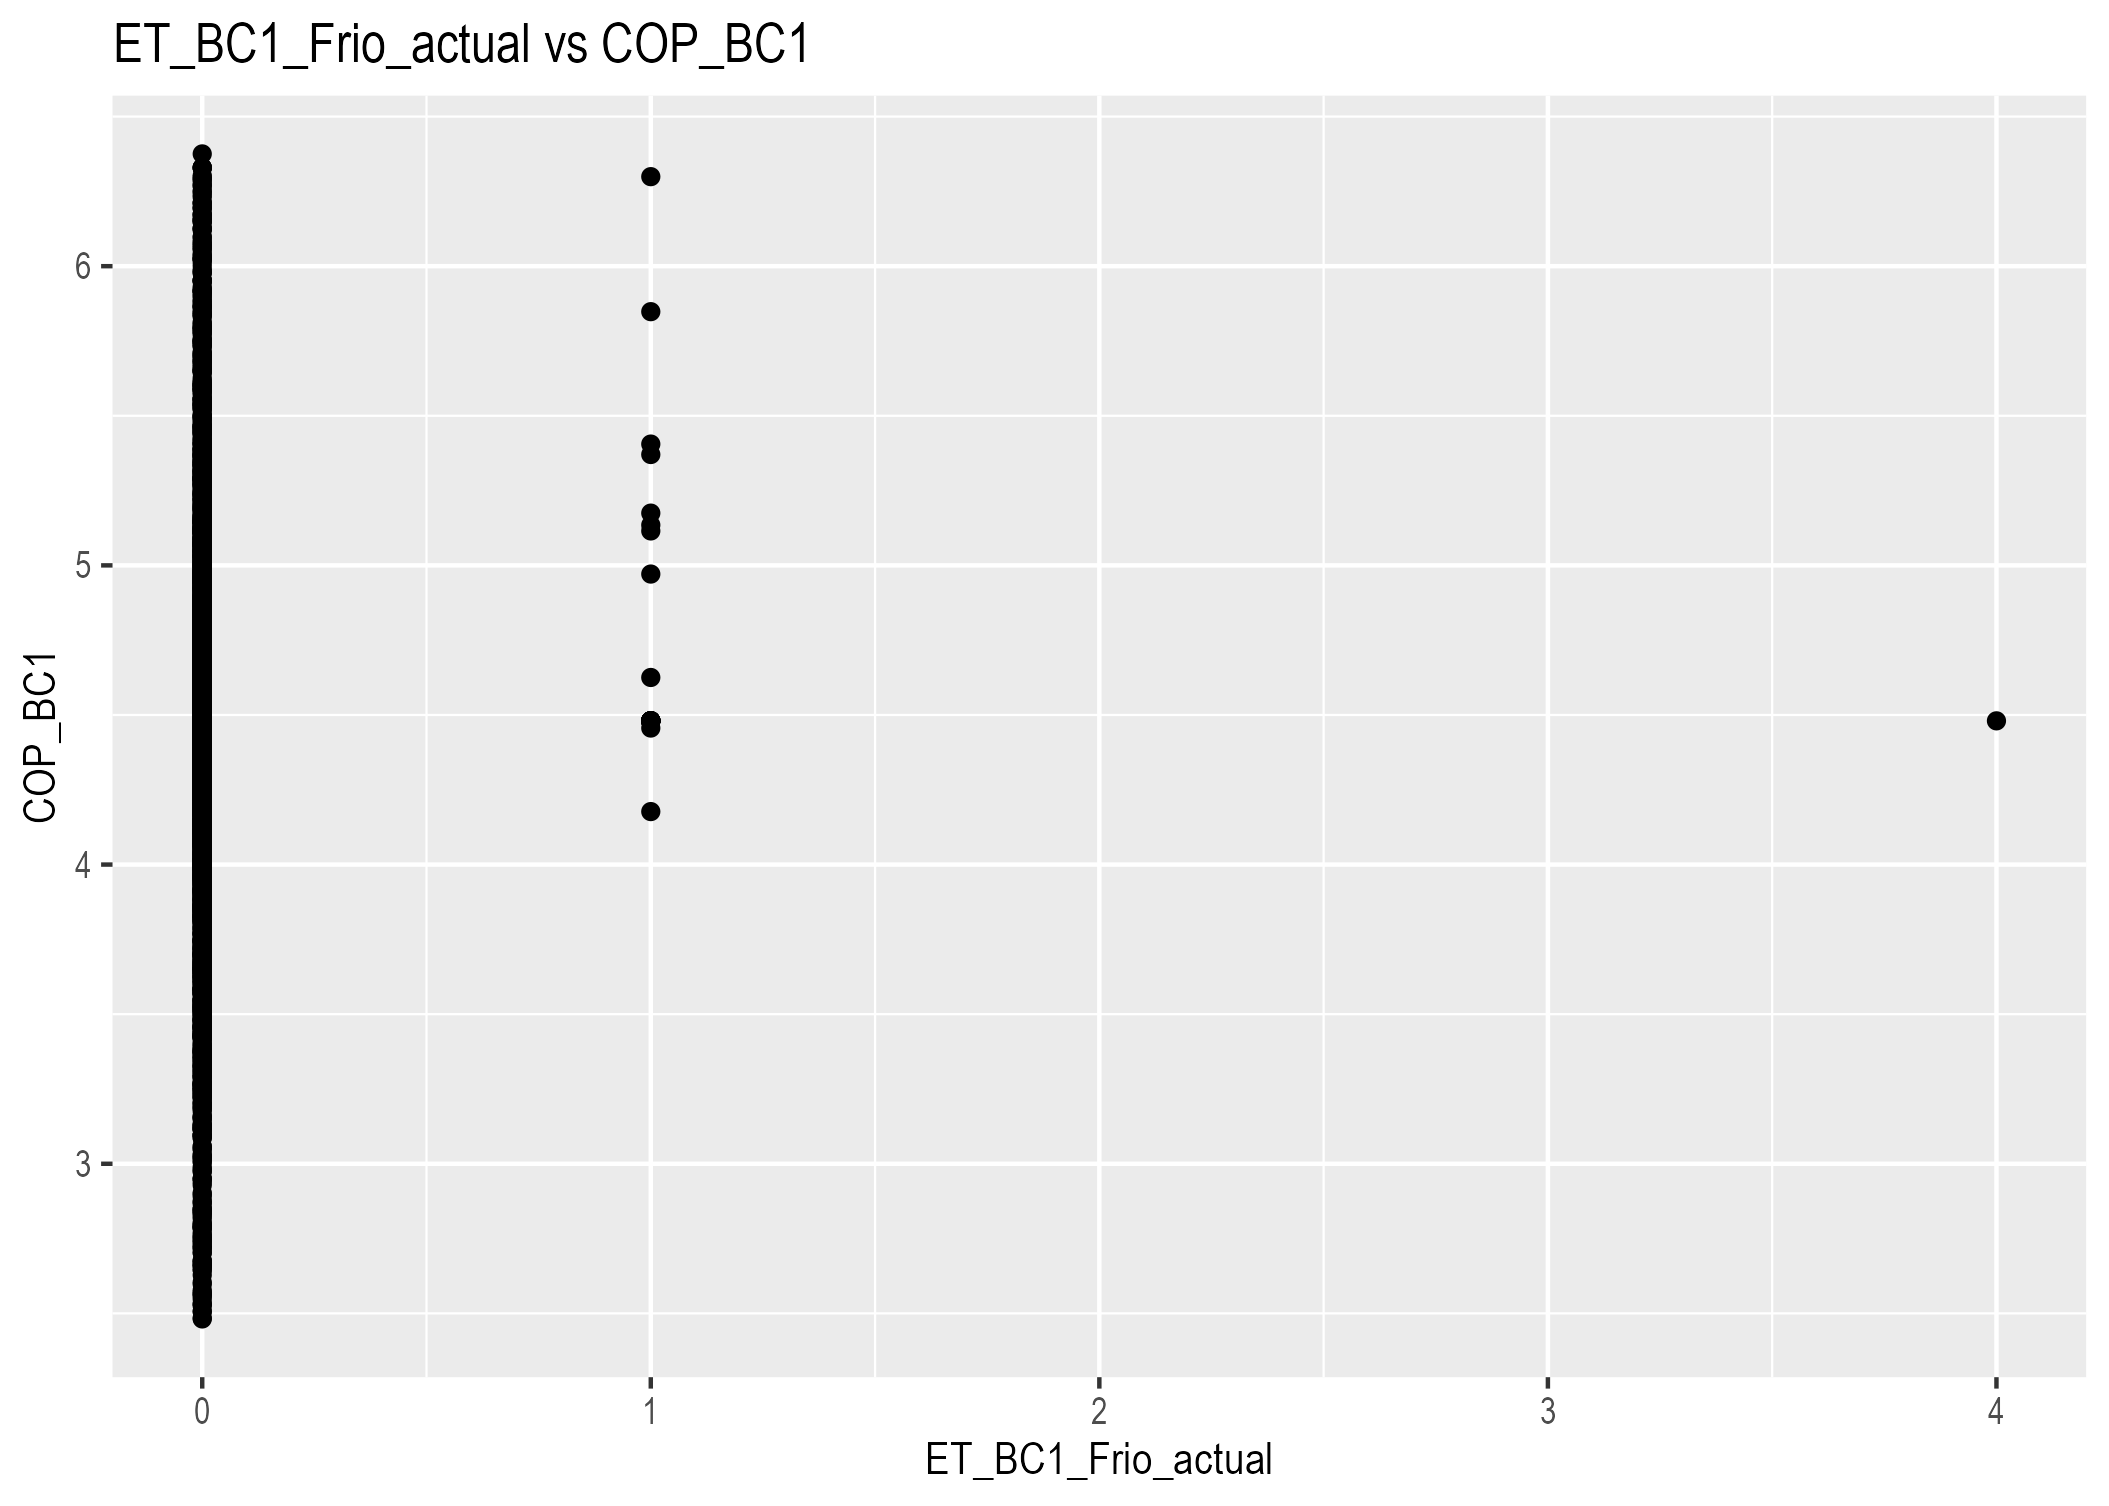 ET_BC1_Frio_actual vs COP_BC1
6
5
4
3
COP_BC1
0 1 2 3 4
ET_BC1_Frio_actual